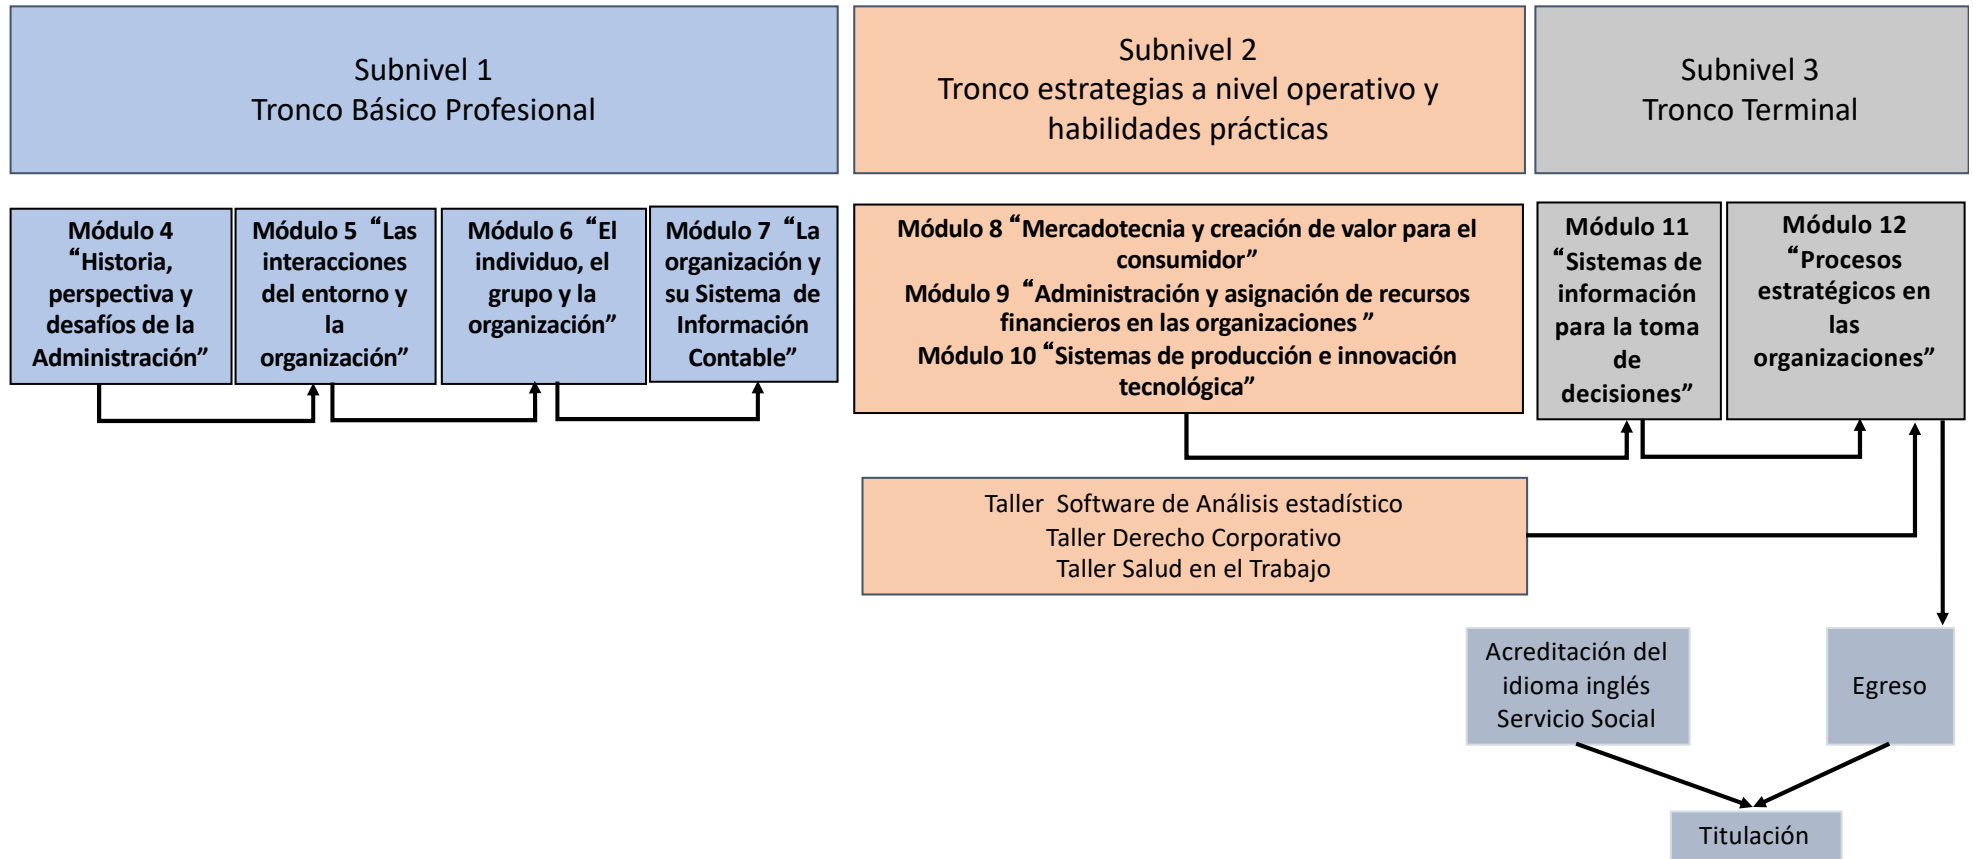 Subnivel 1
Tronco Básico Profesional
Subnivel 2
Tronco estrategias a nivel operativo y
habilidades prácticas
Subnivel 3
Tronco Terminal
Módulo 4
“Historia,
perspectiva y
desafíos de la
Administración”
Módulo 5 “Las
interacciones
del entorno y
la
organización”
Módulo 6 “El
individuo, el
grupo y la
organización”
Módulo 7 “La
organización y
su Sistema de
Información
Contable”
Módulo 8 “Mercadotecnia y creación de valor para el
consumidor”
Módulo 9 “Administración y asignación de recursos
financieros en las organizaciones ”
Módulo 10 “Sistemas de producción e innovación
tecnológica”
Módulo 11
“Sistemas de
información
para la toma
de
decisiones”
Módulo 12
“Procesos
estratégicos en
las
organizaciones”
Taller Software de Análisis estadístico
Taller Derecho Corporativo
Taller Salud en el Trabajo
Acreditación del
idioma inglés
Servicio Social
Egreso
Titulación